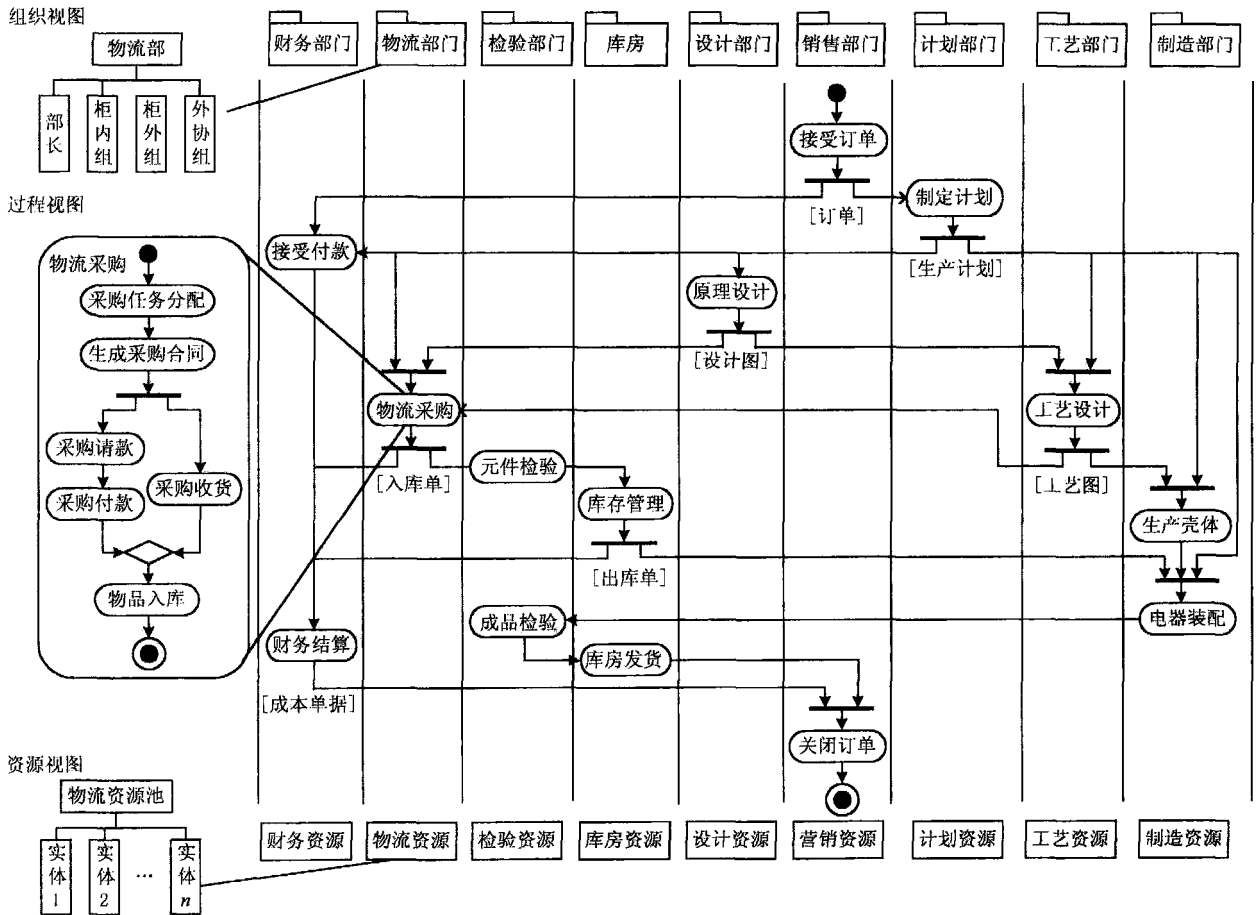 组织视图
物流部
部长
柜内组
柜外组
外协组
财务部门
物流部门
检验部门
库房
设计部门
销售部门
计划部门
工艺部门
制造部门
接受订单
[订单]
制定计划
[生产计划]
接受付款
原理设计
[设计图]
过程视图
物流采购
采购任务分配
生成采购合同
采购请款
采购付款
采购收货
物品入库
物流采购
[入库单]
元件检验
库存管理
[出库单]
工艺设计
[工艺图]
生产壳体
电器装配
成品检验
库房发货
财务结算
[成本单据]
关闭订单
资源视图
物流资源池
实体1
实体2
…
实体n
财务资源
物流资源
检验资源
库房资源
设计资源
营销资源
计划资源
工艺资源
制造资源